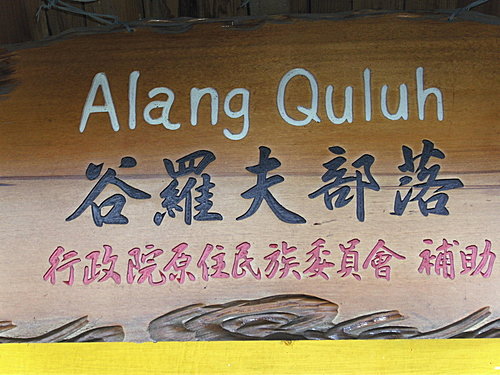 Alang Quluh
谷羅夫部落
行政院原住民族委員會 補助